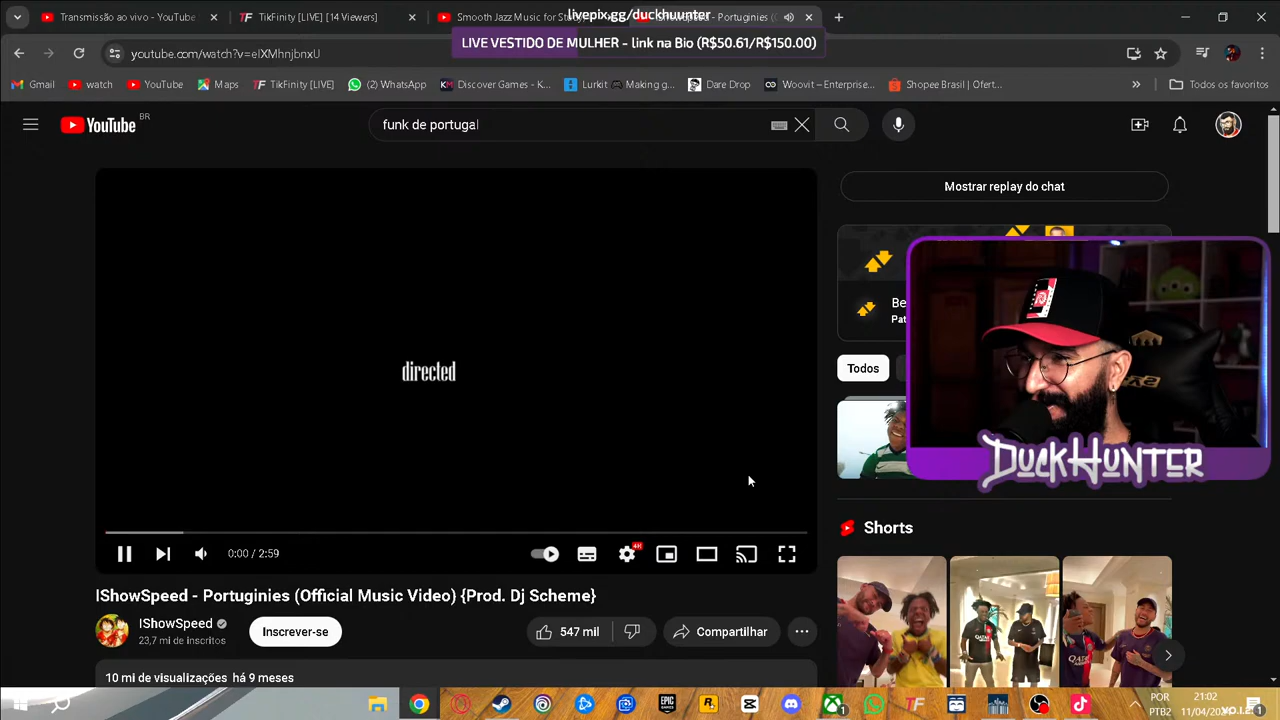 livepix.gg/duckhuunter
Transmissão ao vivo - YouTube
TikFinity [LIVE] [14 Viewers]
Smooth Jazz Music for Stu
LIVE VESTIDO DE MULHER - link na Bio (R$50.61/R$150.00)
youtube.com/watch?v=eIXMhnjbnxU
Gmail
watch
YouTube
Maps
TikFinity [LIVE]
(2) WhatsApp
Discover Games - K...
Lurkit 🎮 Making g...
Dare Drop
Woovit – Enterprise...
Shopee Brasil | Ofert...
Todos os favoritos
YouTube BR
funk de portugal
Mostrar replay do chat
directed
Be
Pat
Todos
DUCKHUNTER
Shorts
0:00 / 2:59
IShowSpeed - Portuginies (Official Music Video) {Prod. Dj Scheme}
IShowSpeed
23,7 mi de inscritos
Inscrever-se
547 mil
Compartilhar
10 mi de visualizações há 9 meses
POR
PTB2
21:02